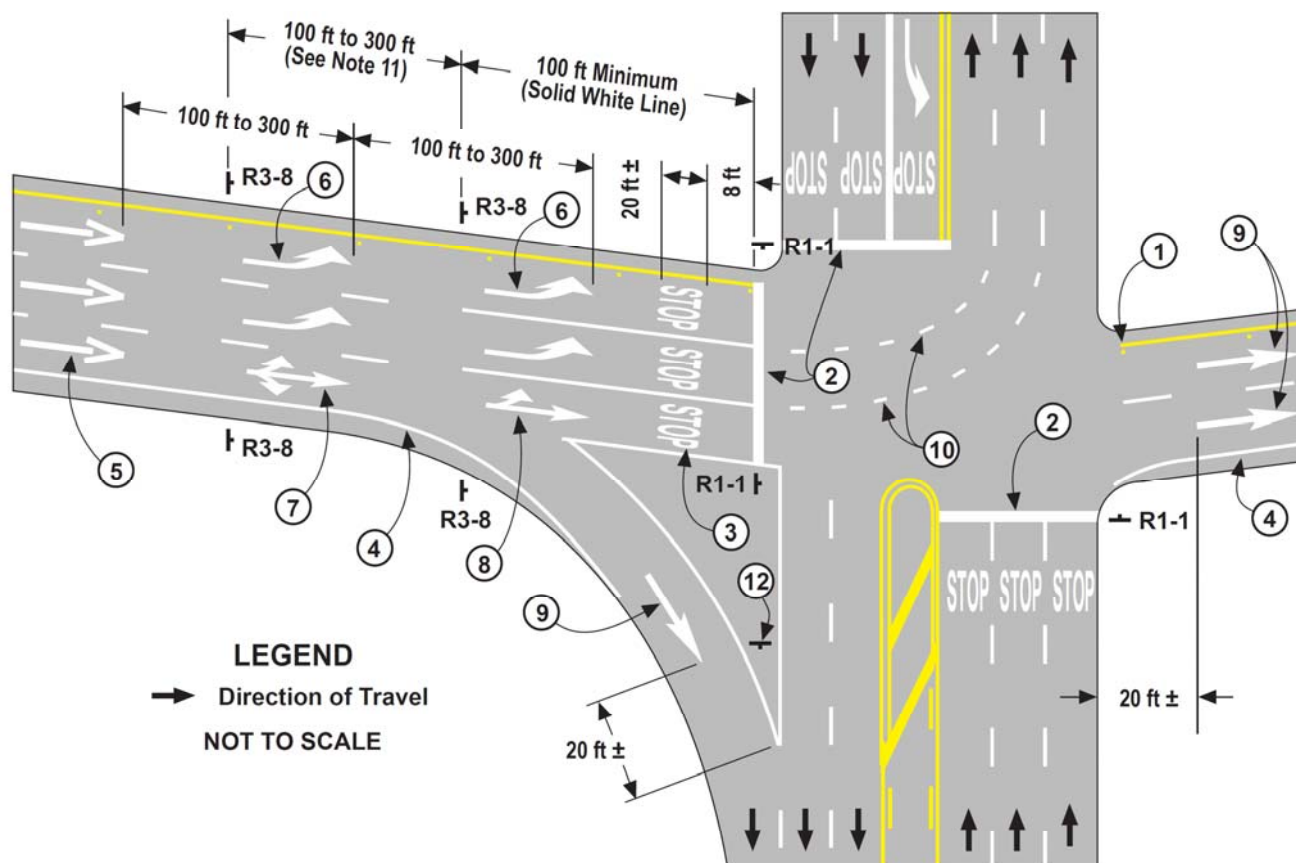 100 ft to 300 ft
(See Note 11)
100 ft Minimum
(Solid White Line)
100 ft to 300 ft
100 ft to 300 ft
20 ft ±
8 ft
STOP
STOP
STOP
R3-8
6
R3-8
6
R1-1
1
9
STOP
STOP
STOP
2
10
2
R3-8
5
7
4
R3-8
8
R1-1
3
R1-1
4
12
STOP STOP STOP
9
LEGEND
Direction of Travel
NOT TO SCALE
20 ft ±
20 ft ±